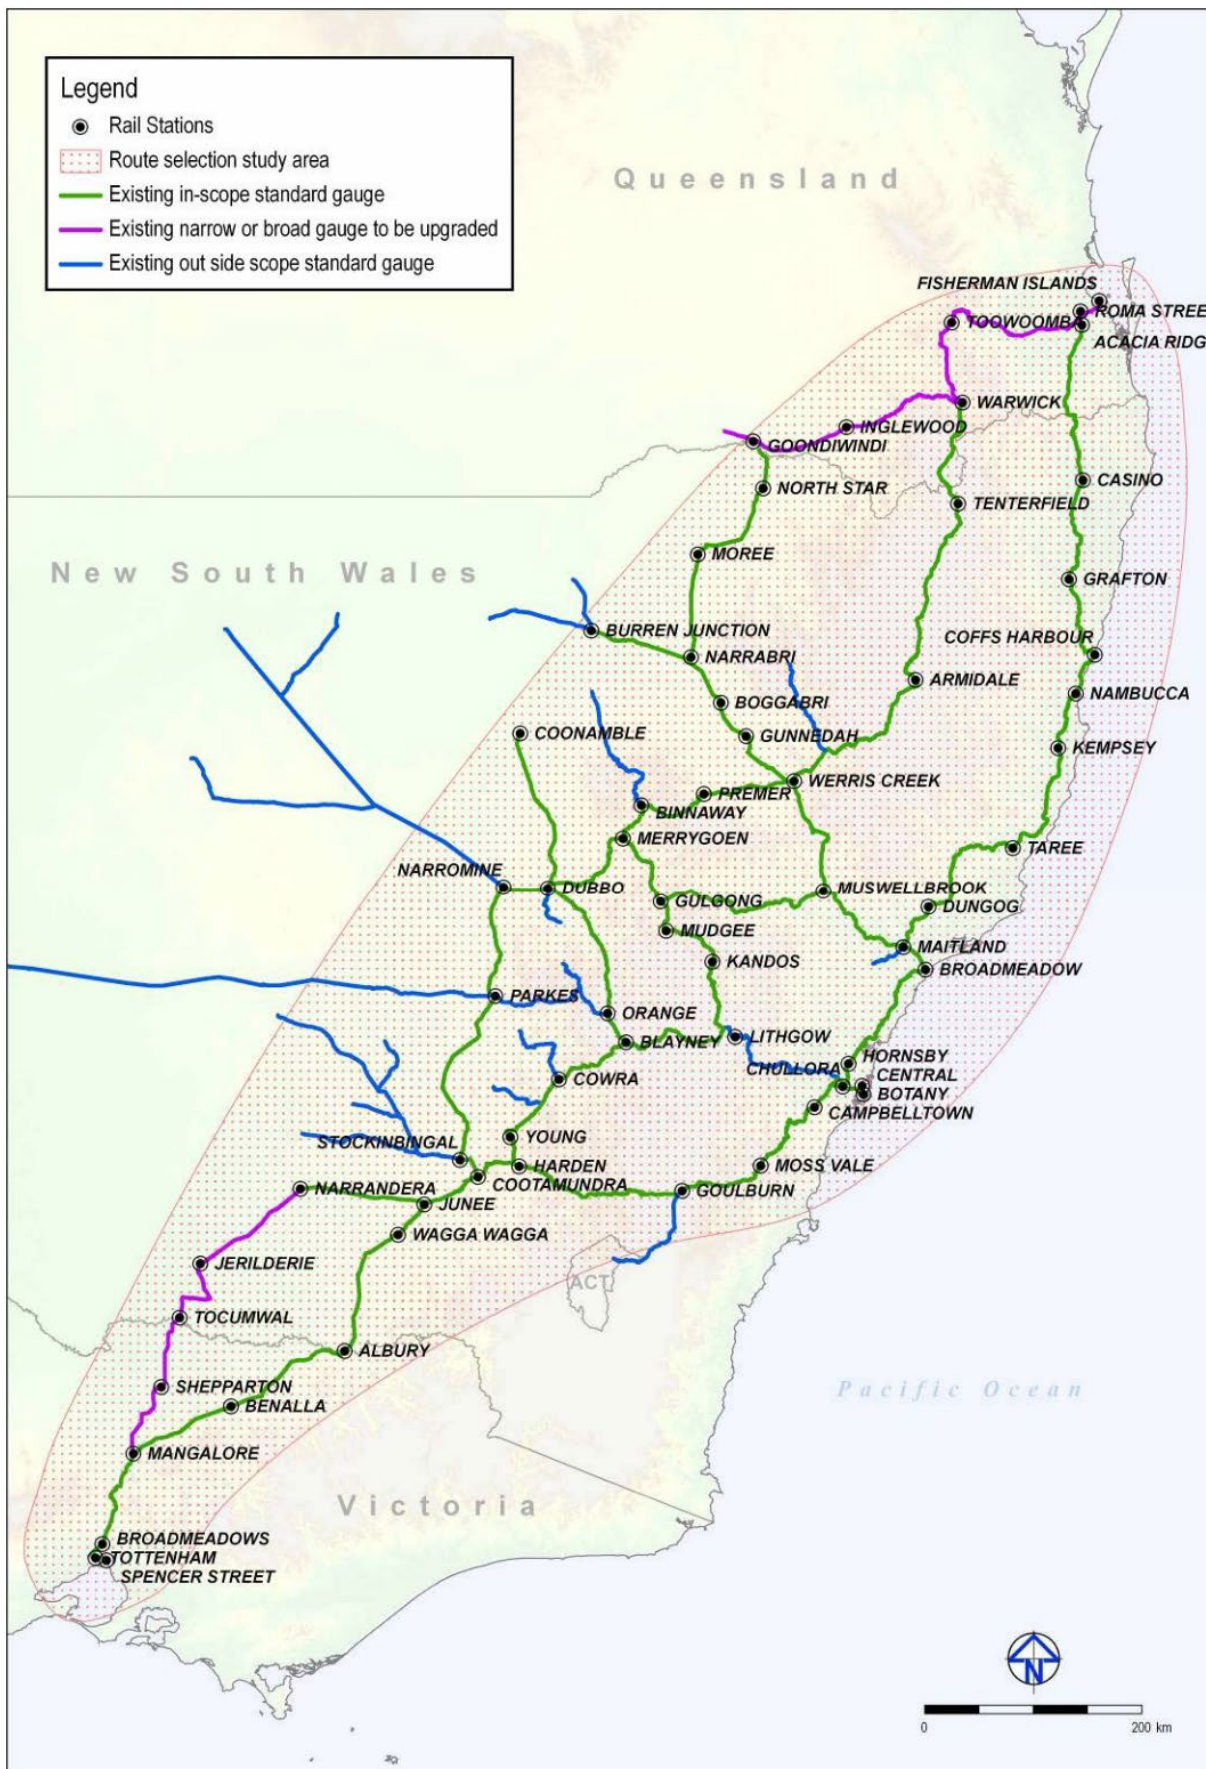 Legend
Rail Stations
Route selection study area
Existing in-scope standard gauge
Existing narrow or broad gauge to be upgraded
Existing out side scope standard gauge
Queensland
FISHERMAN ISLANDS
ROMA STREE
TOOWOOMBA
ACACIA RIDG
WARWICK
INGLEWOOD
GOONDIWINDI
NORTH STAR
CASINO
TENTERFIELD
MOREE
New South Wales
GRAFTON
BURREN JUNCTION
COFFS HARBOUR
NARRABRI
ARMIDALE
NAMBUCCA
BOGGABRI
COONAMBLE
GUNNEDAH
KEMPSEY
WERRIS CREEK
PREMER
BINNAWAY
MERRYGOEN
TAREE
NARROMINE
DUBBO
MUSWELLBROOK
GULGONG
DUNGOG
MUDGEE
MAITLAND
KANDOS
BROADMEADOW
PARKES
ORANGE
LITHGOW
BLAYNEY
HORNSBY
CHULLORA
CENTRAL
COWRA
BOTANY
CAMPBELLTOWN
YOUNG
STOCKINBINGAL
HARDEN
MOSS VALE
COOTAMUNDRA
NARRANDERA
GOULBURN
JUNEE
WAGGA WAGGA
JERILDERIE
ACT
TOCUMWAL
ALBURY
SHEPPARTON
Pacific Ocean
BENALLA
MANGALORE
Victoria
BROADMEADOWS
TOTTENHAM
SPENCER STREET
N
0 200 km